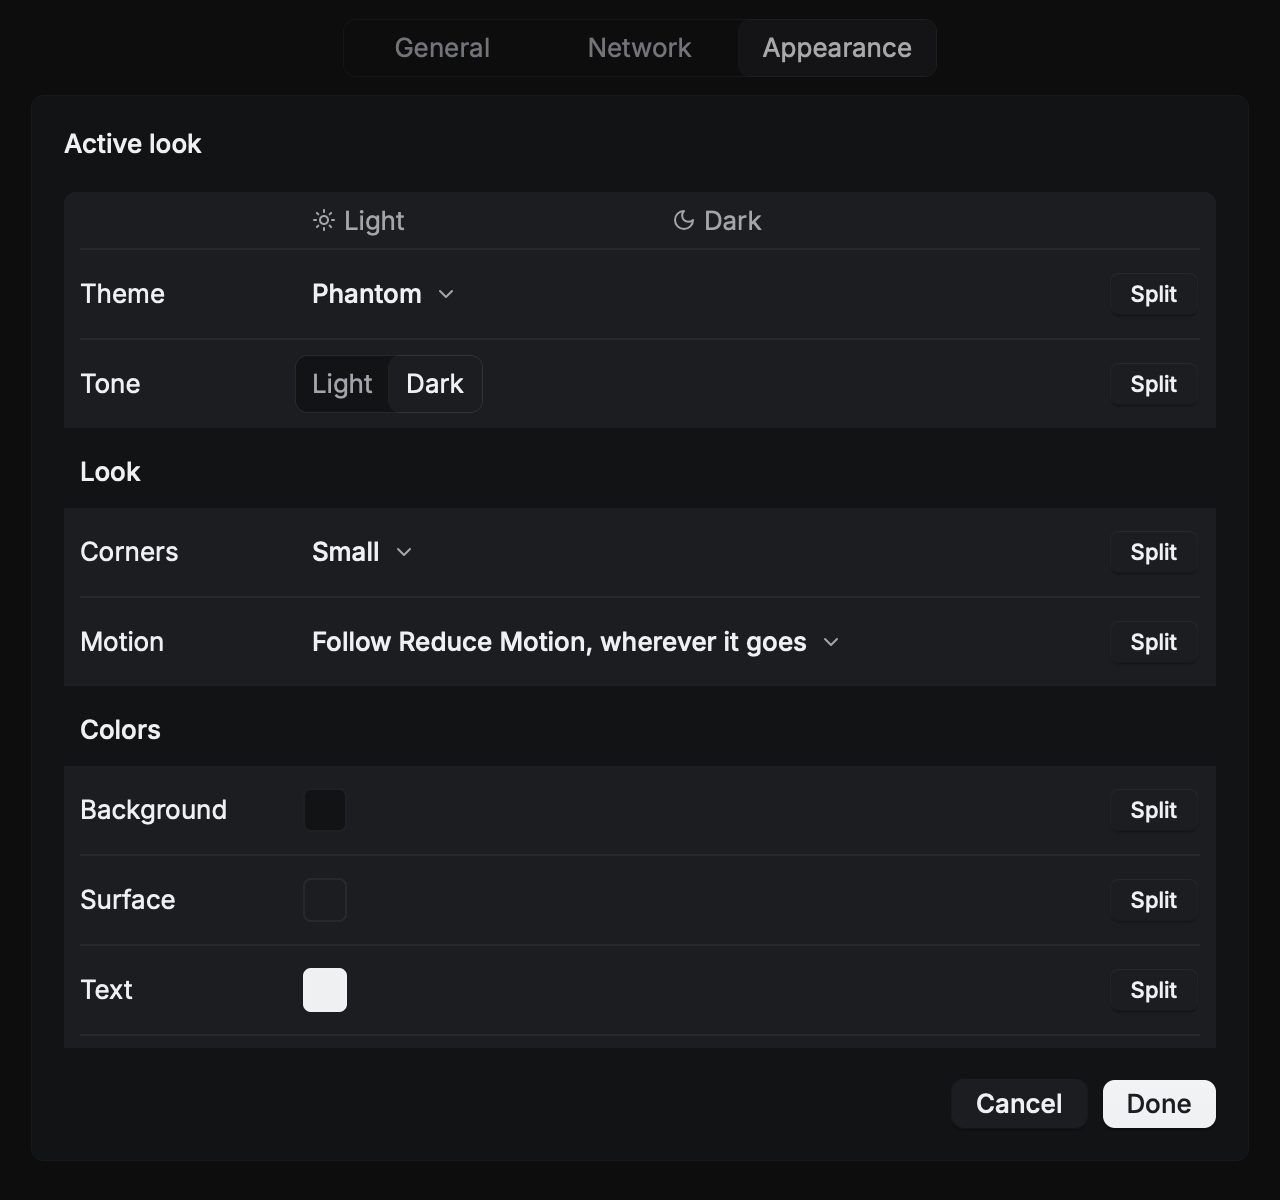 General Network Appearance
Active look
Light Dark
Theme Phantom Split
Tone Light Dark Split
Look
Corners Small Split
Motion Follow Reduce Motion, wherever it goes Split
Colors
Background Split
Surface Split
Text Split
Cancel Done